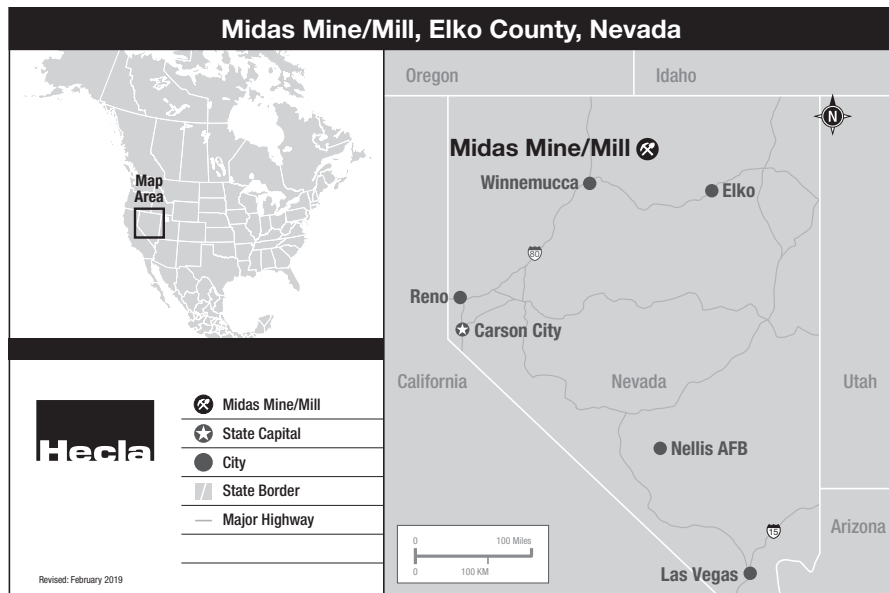 Midas Mine/Mill, Elko County, Nevada
Map
Area
Oregon
Idaho
N
Midas Mine/Mill
Winnemucca
Elko
80
Reno
Carson City
California
Nevada
Utah
Nellis AFB
Arizona
15
Las Vegas
0 100 Miles
0 100 KM
Hecla
Midas Mine/Mill
State Capital
City
State Border
Major Highway
Revised: February 2019